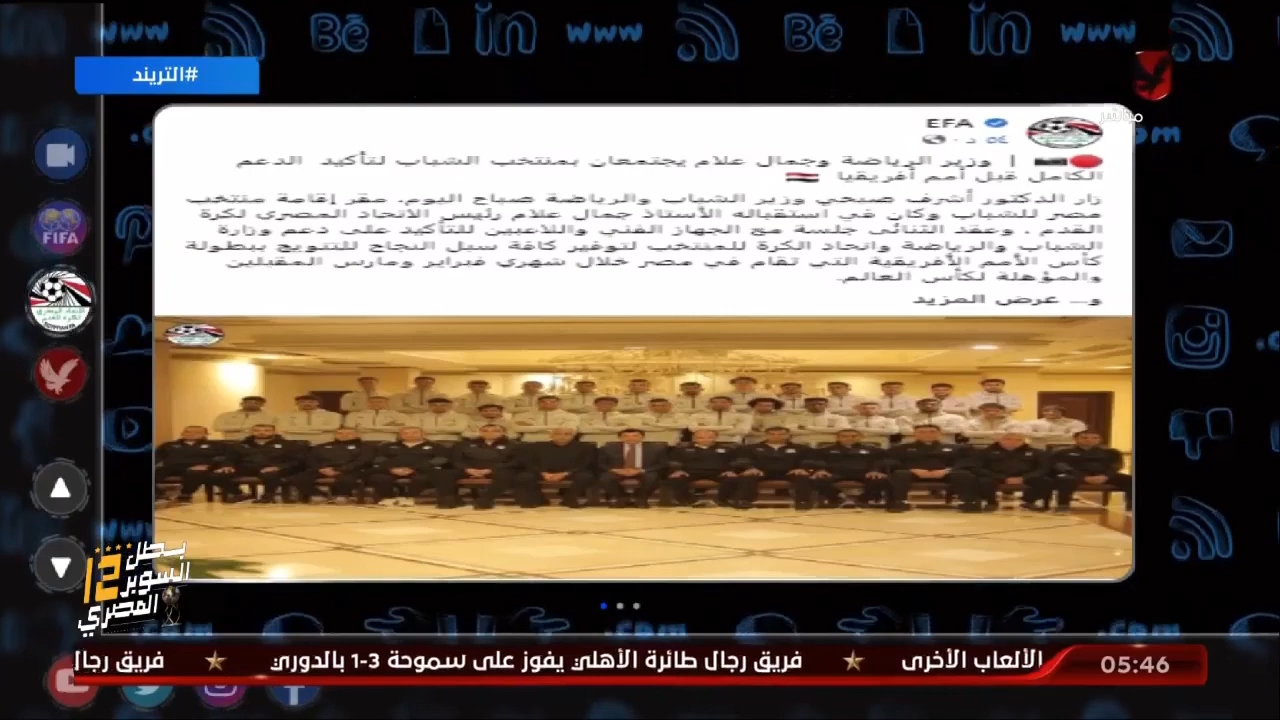 #التريند
مباشر
EFA
٥٤ د
| وزير الرياضة وجمال علام يجتمعان بمنتخب الشباب لتأكيد الدعم
الكامل قبل أمم أفريقيا
زار الدكتور أشرف صبحي وزير الشباب والرياضة صباح اليوم، مقر إقامة منتخب
مصر للشباب وكان في استقباله الأستاذ جمال علام رئيس الاتحاد المصري لكرة
القدم ، وعقد الثنائى جلسة مع الجهاز الفني واللاعبين للتأكيد على دعم وزارة
الشباب والرياضة واتحاد الكرة للمنتخب لتوفير كافة سبل النجاح للتتويج ببطولة
كأس الأمم الأفريقية التي تقام في مصر خلال شهري فبراير ومارس المقبلين
والمؤهلة لكأس العالم.
و... عرض المزيد
FIFA
بطل
السوبر 12
المصري
الألعاب الأخرى
فريق رجال طائرة الأهلي يفوز على سموحة 3-1 بالدوري
فريق رجال
05:46